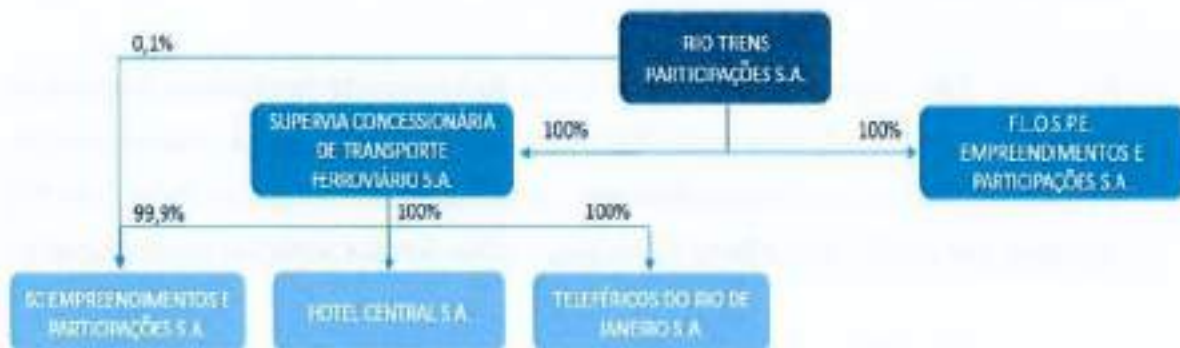 0,1%
RIO TRENS
PARTICIPAÇÕES S.A.
SUPERVIA CONCESSIONÁRIA
DE TRANSPORTE
FERROVIÁRIO S.A.
100%
100%
F.L.O.S.P.E.
EMPREENDIMENTOS E
PARTICIPAÇÕES S.A
99,9%
100%
100%
SC EMPREENDIMENTOS E
PARTICIPAÇÕES S.A
HOTEL CENTRAL S.A
TELEFÉRICOS DO RIO DE
JANEIRO S.A